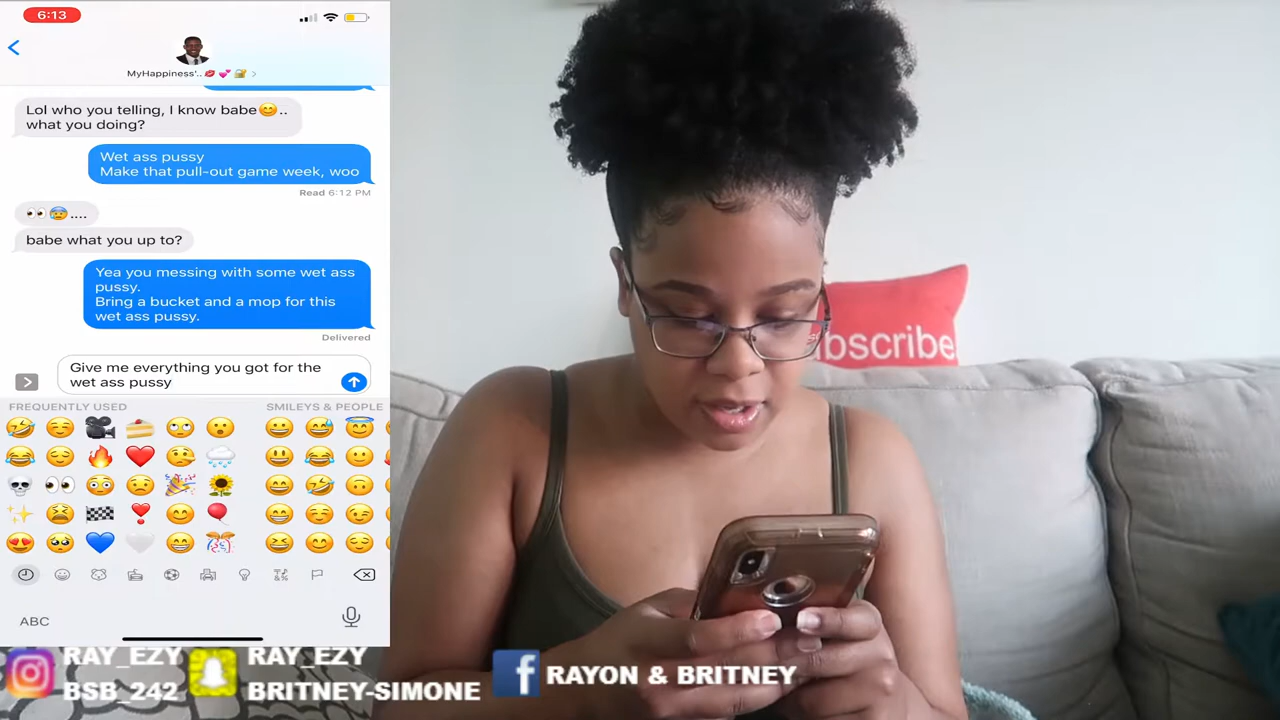 6:13
MyHappiness'..
Lol who you telling, I know babe😊..
what you doing?
Wet ass pussy
Make that pull-out game week, woo
Read 6:12 PM
👀😰....
babe what you up to?
Yea you messing with some wet ass
pussy.
Bring a bucket and a mop for this
wet ass pussy.
Delivered
Give me everything you got for the
wet ass pussy
FREQUENTLY USED
SMILEYS & PEOPLE
ABC
ubscribe
RAY_EZY
BSB_242
RAY_EZY
BRITNEY-SIMONE
RAYON & BRITNEY